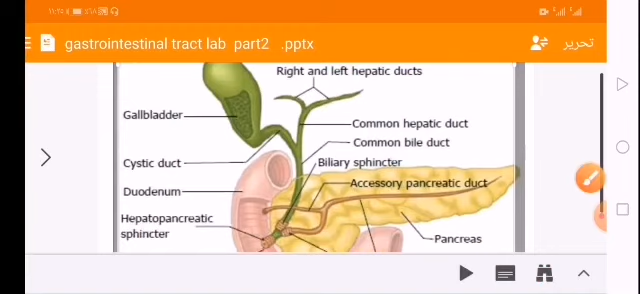 gastrointestinal tract lab part2 .pptx
تحرير
Right and left hepatic ducts
Gallbladder
Common hepatic duct
Common bile duct
Cystic duct
Biliary sphincter
Duodenum
Accessory pancreatic duct
Hepatopancreatic
sphincter
Pancreas